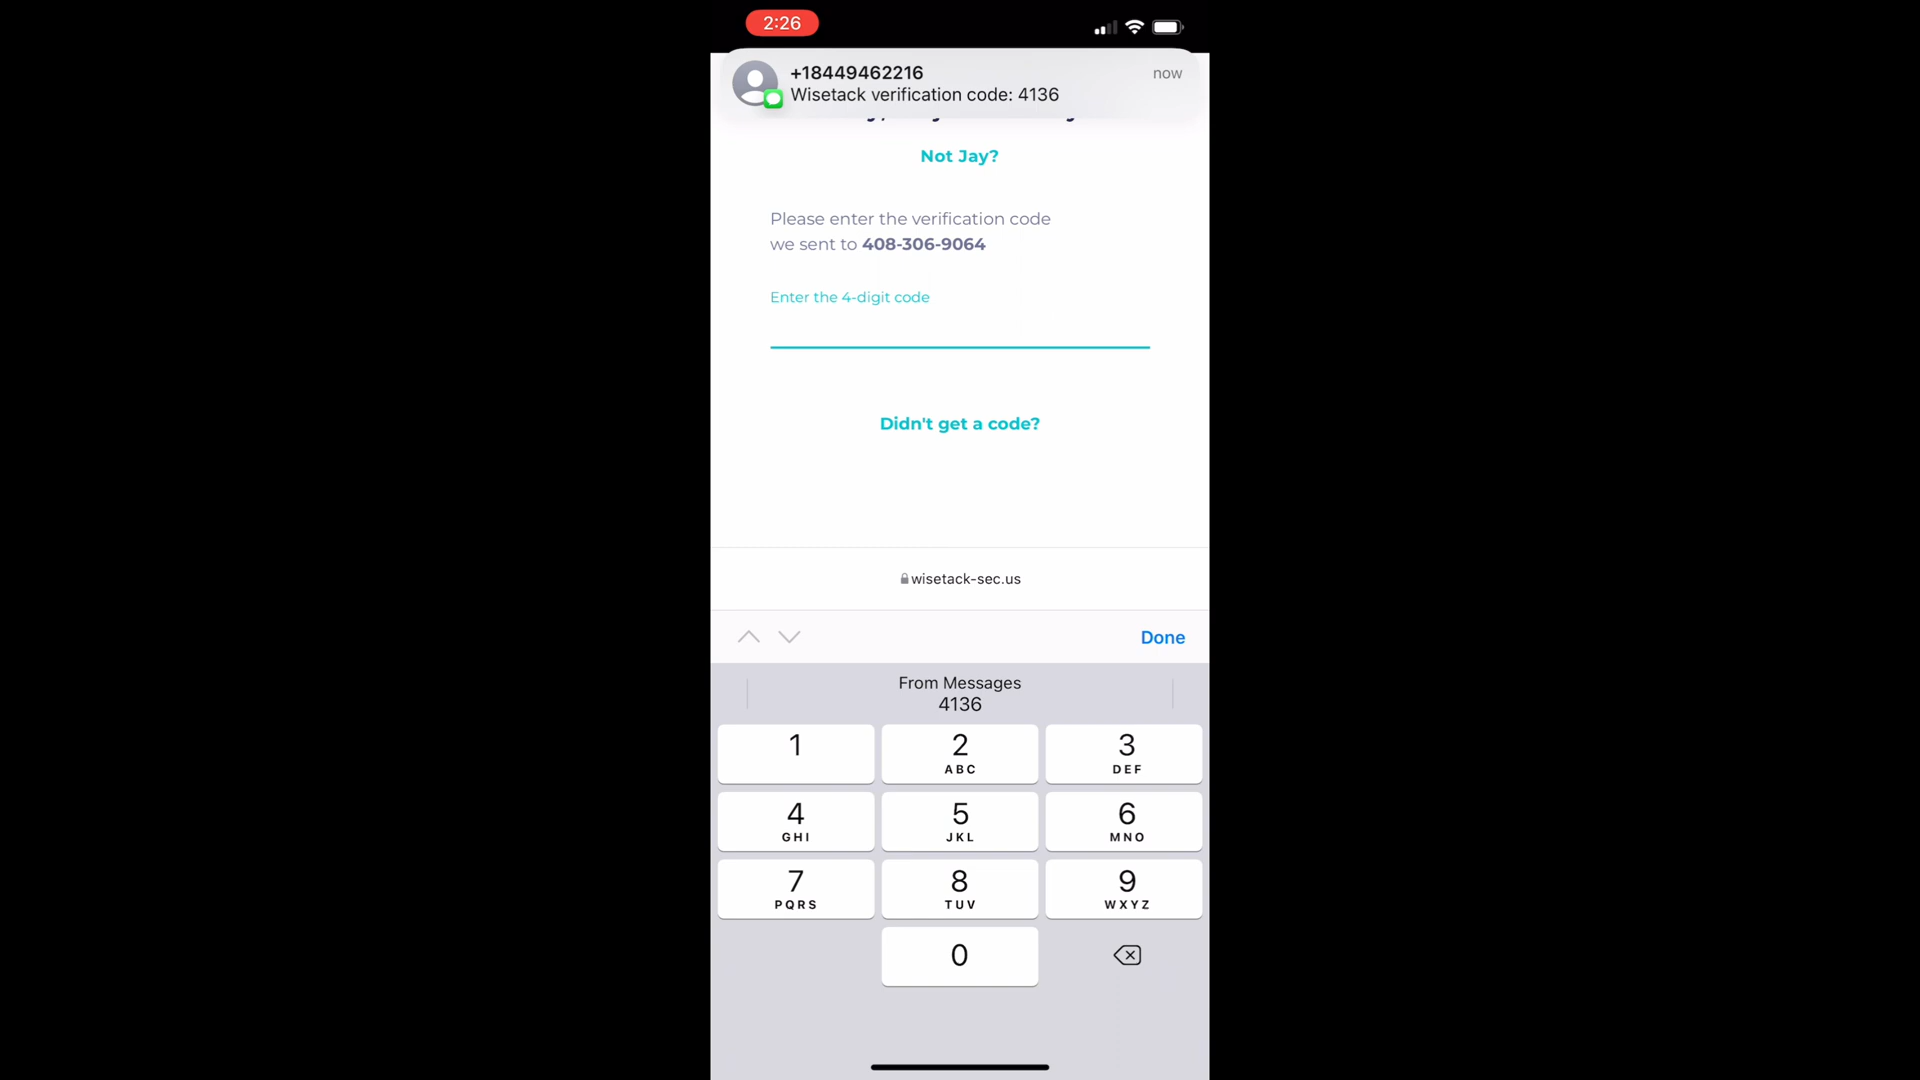 2:26
+18449462216
now
Wisetack verification code: 4136
Not Jay?
Please enter the verification code
we sent to 408-306-9064
Enter the 4-digit code
Didn't get a code?
wisetack-sec.us
Done
From Messages
4136
1
2
3
ABC
DEF
4
5
6
GHI
JKL
MNO
7
8
9
PQRS
TUV
WXYZ
0